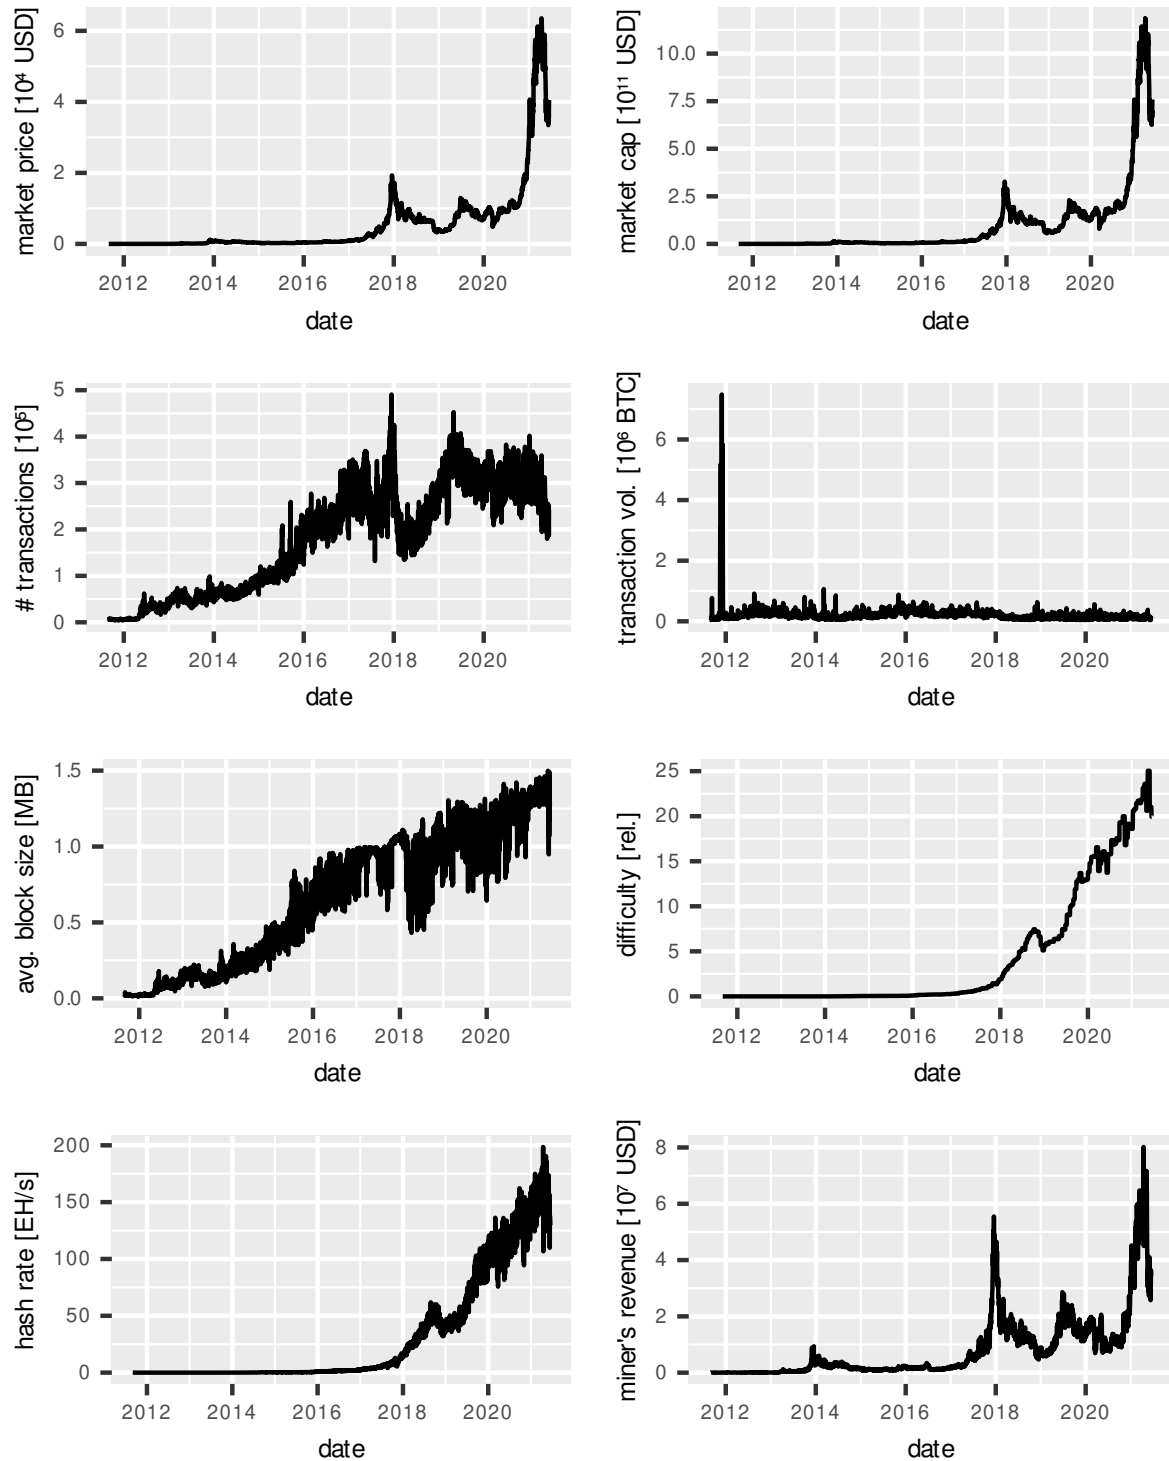 market price [10⁴ USD]
6
4
2
0
2012 2014 2016 2018 2020
date
market cap [10¹¹ USD]
10.0
7.5
5.0
2.5
0.0
2012 2014 2016 2018 2020
date
# transactions [10⁵]
5
4
3
2
1
0
2012 2014 2016 2018 2020
date
transaction vol. [10⁶ BTC]
6
4
2
0
2012 2014 2016 2018 2020
date
avg. block size [MB]
1.5
1.0
0.5
0.0
2012 2014 2016 2018 2020
date
difficulty [rel.]
25
20
15
10
5
0
2012 2014 2016 2018 2020
date
hash rate [EH/s]
200
150
100
50
0
2012 2014 2016 2018 2020
date
miner's revenue [10⁷ USD]
8
6
4
2
0
2012 2014 2016 2018 2020
date